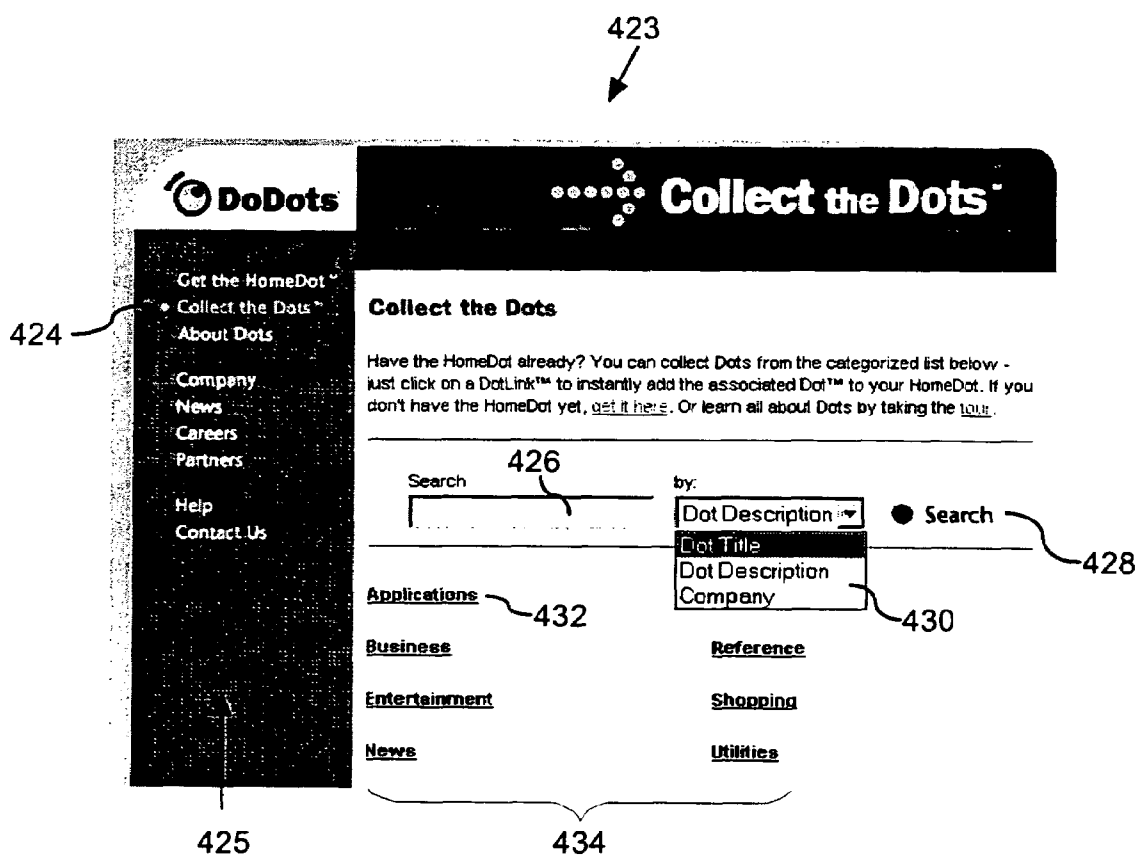 423
DoDots
Collect the Dots™
Get the HomeDot™
Collect the Dots™
About Dots
Company
News
Careers
Partners
Help
Contact Us
424
425
Collect the Dots
Have the HomeDot already? You can collect Dots from the categorized list below -
just click on a DotLink™ to instantly add the associated Dot™ to your HomeDot. If you
don't have the HomeDot yet, get it here. Or learn all about Dots by taking the tour.
Search
426
by:
Dot Description
Search
428
Dot Title
Dot Description
Company
430
Applications
432
Business
Reference
Entertainment
Shopping
News
Utilities
434